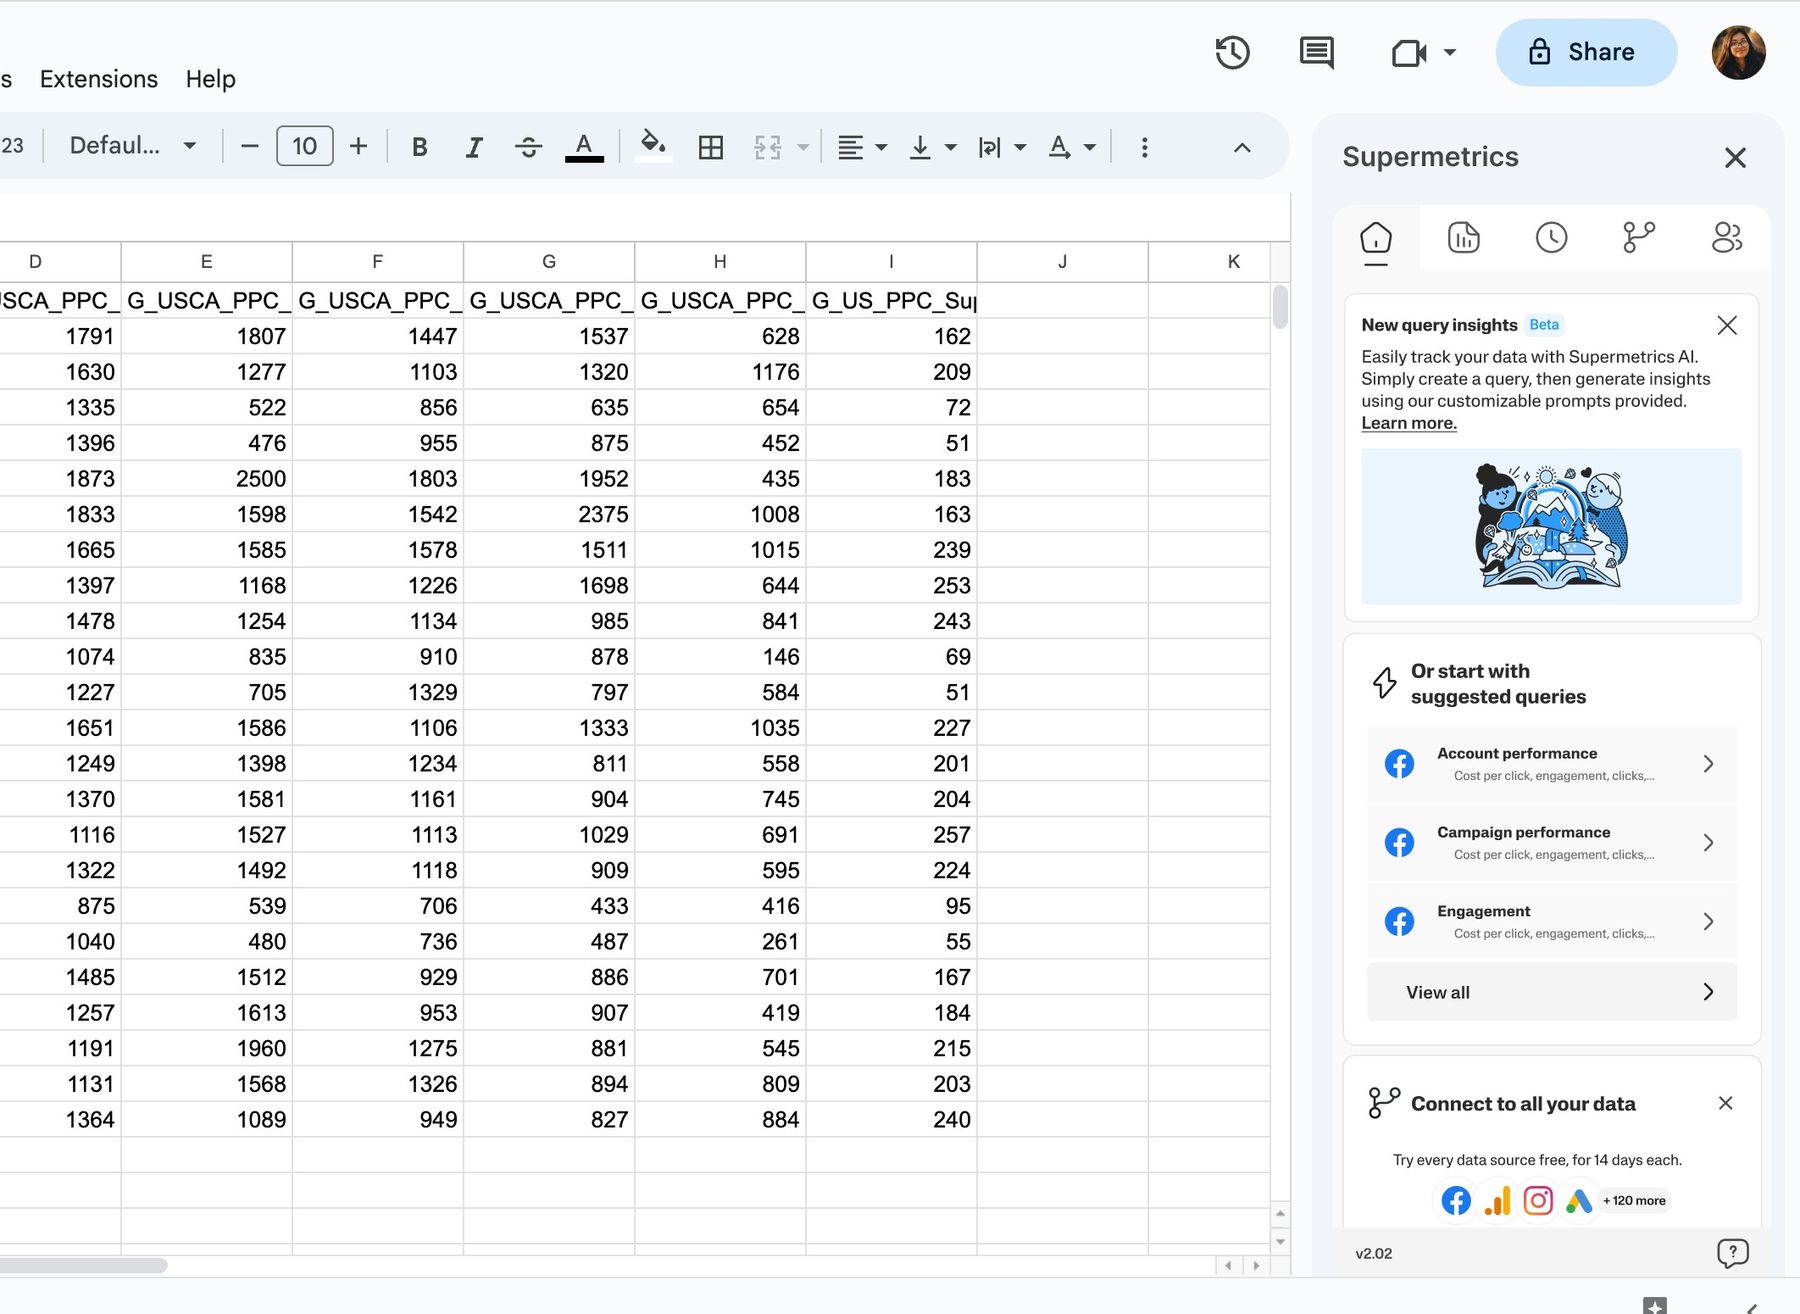 Share
s Extensions Help
23 Defaul... − 10 + B I S A A
Supermetrics
D E F G H I J K
SCA_PPC_ G_USCA_PPC_ G_USCA_PPC_ G_USCA_PPC_ G_USCA_PPC_ G_US_PPC_Sup
1791 1807 1447 1537 628 162
1630 1277 1103 1320 1176 209
1335 522 856 635 654 72
1396 476 955 875 452 51
1873 2500 1803 1952 435 183
1833 1598 1542 2375 1008 163
1665 1585 1578 1511 1015 239
1397 1168 1226 1698 644 253
1478 1254 1134 985 841 243
1074 835 910 878 146 69
1227 705 1329 797 584 51
1651 1586 1106 1333 1035 227
1249 1398 1234 811 558 201
1370 1581 1161 904 745 204
1116 1527 1113 1029 691 257
1322 1492 1118 909 595 224
875 539 706 433 416 95
1040 480 736 487 261 55
1485 1512 929 886 701 167
1257 1613 953 907 419 184
1191 1960 1275 881 545 215
1131 1568 1326 894 809 203
1364 1089 949 827 884 240
New query insights Beta
Easily track your data with Supermetrics AI.
Simply create a query, then generate insights
using our customizable prompts provided.
Learn more.
Or start with
suggested queries
Account performance
Cost per click, engagement, clicks,...
Campaign performance
Cost per click, engagement, clicks,...
Engagement
Cost per click, engagement, clicks,...
View all
Connect to all your data
Try every data source free, for 14 days each.
+ 120 more
v2.02